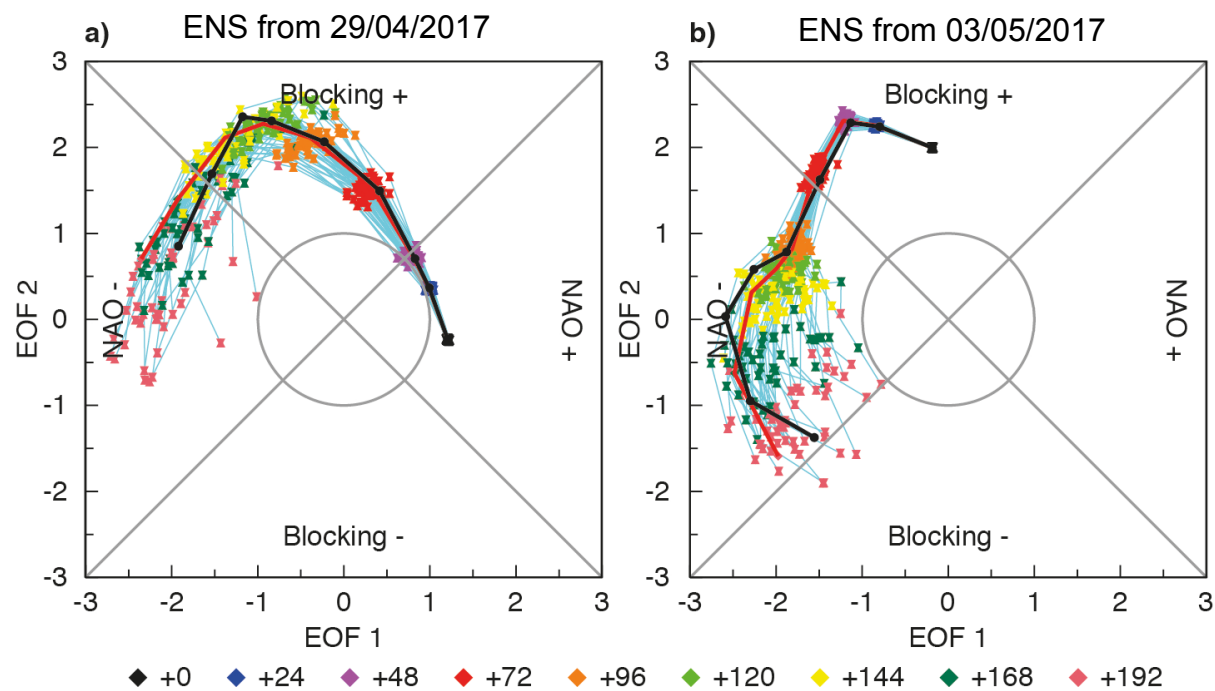 a) ENS from 29/04/2017
3
2
1
0
-1
-2
-3
EOF 2
Blocking +
NAO -
NAO +
Blocking -
-3 -2 -1 0 1 2 3
EOF 1
b) ENS from 03/05/2017
3
2
1
0
-1
-2
-3
EOF 2
Blocking +
NAO -
NAO +
Blocking -
-3 -2 -1 0 1 2 3
EOF 1
+0 +24 +48 +72 +96 +120 +144 +168 +192